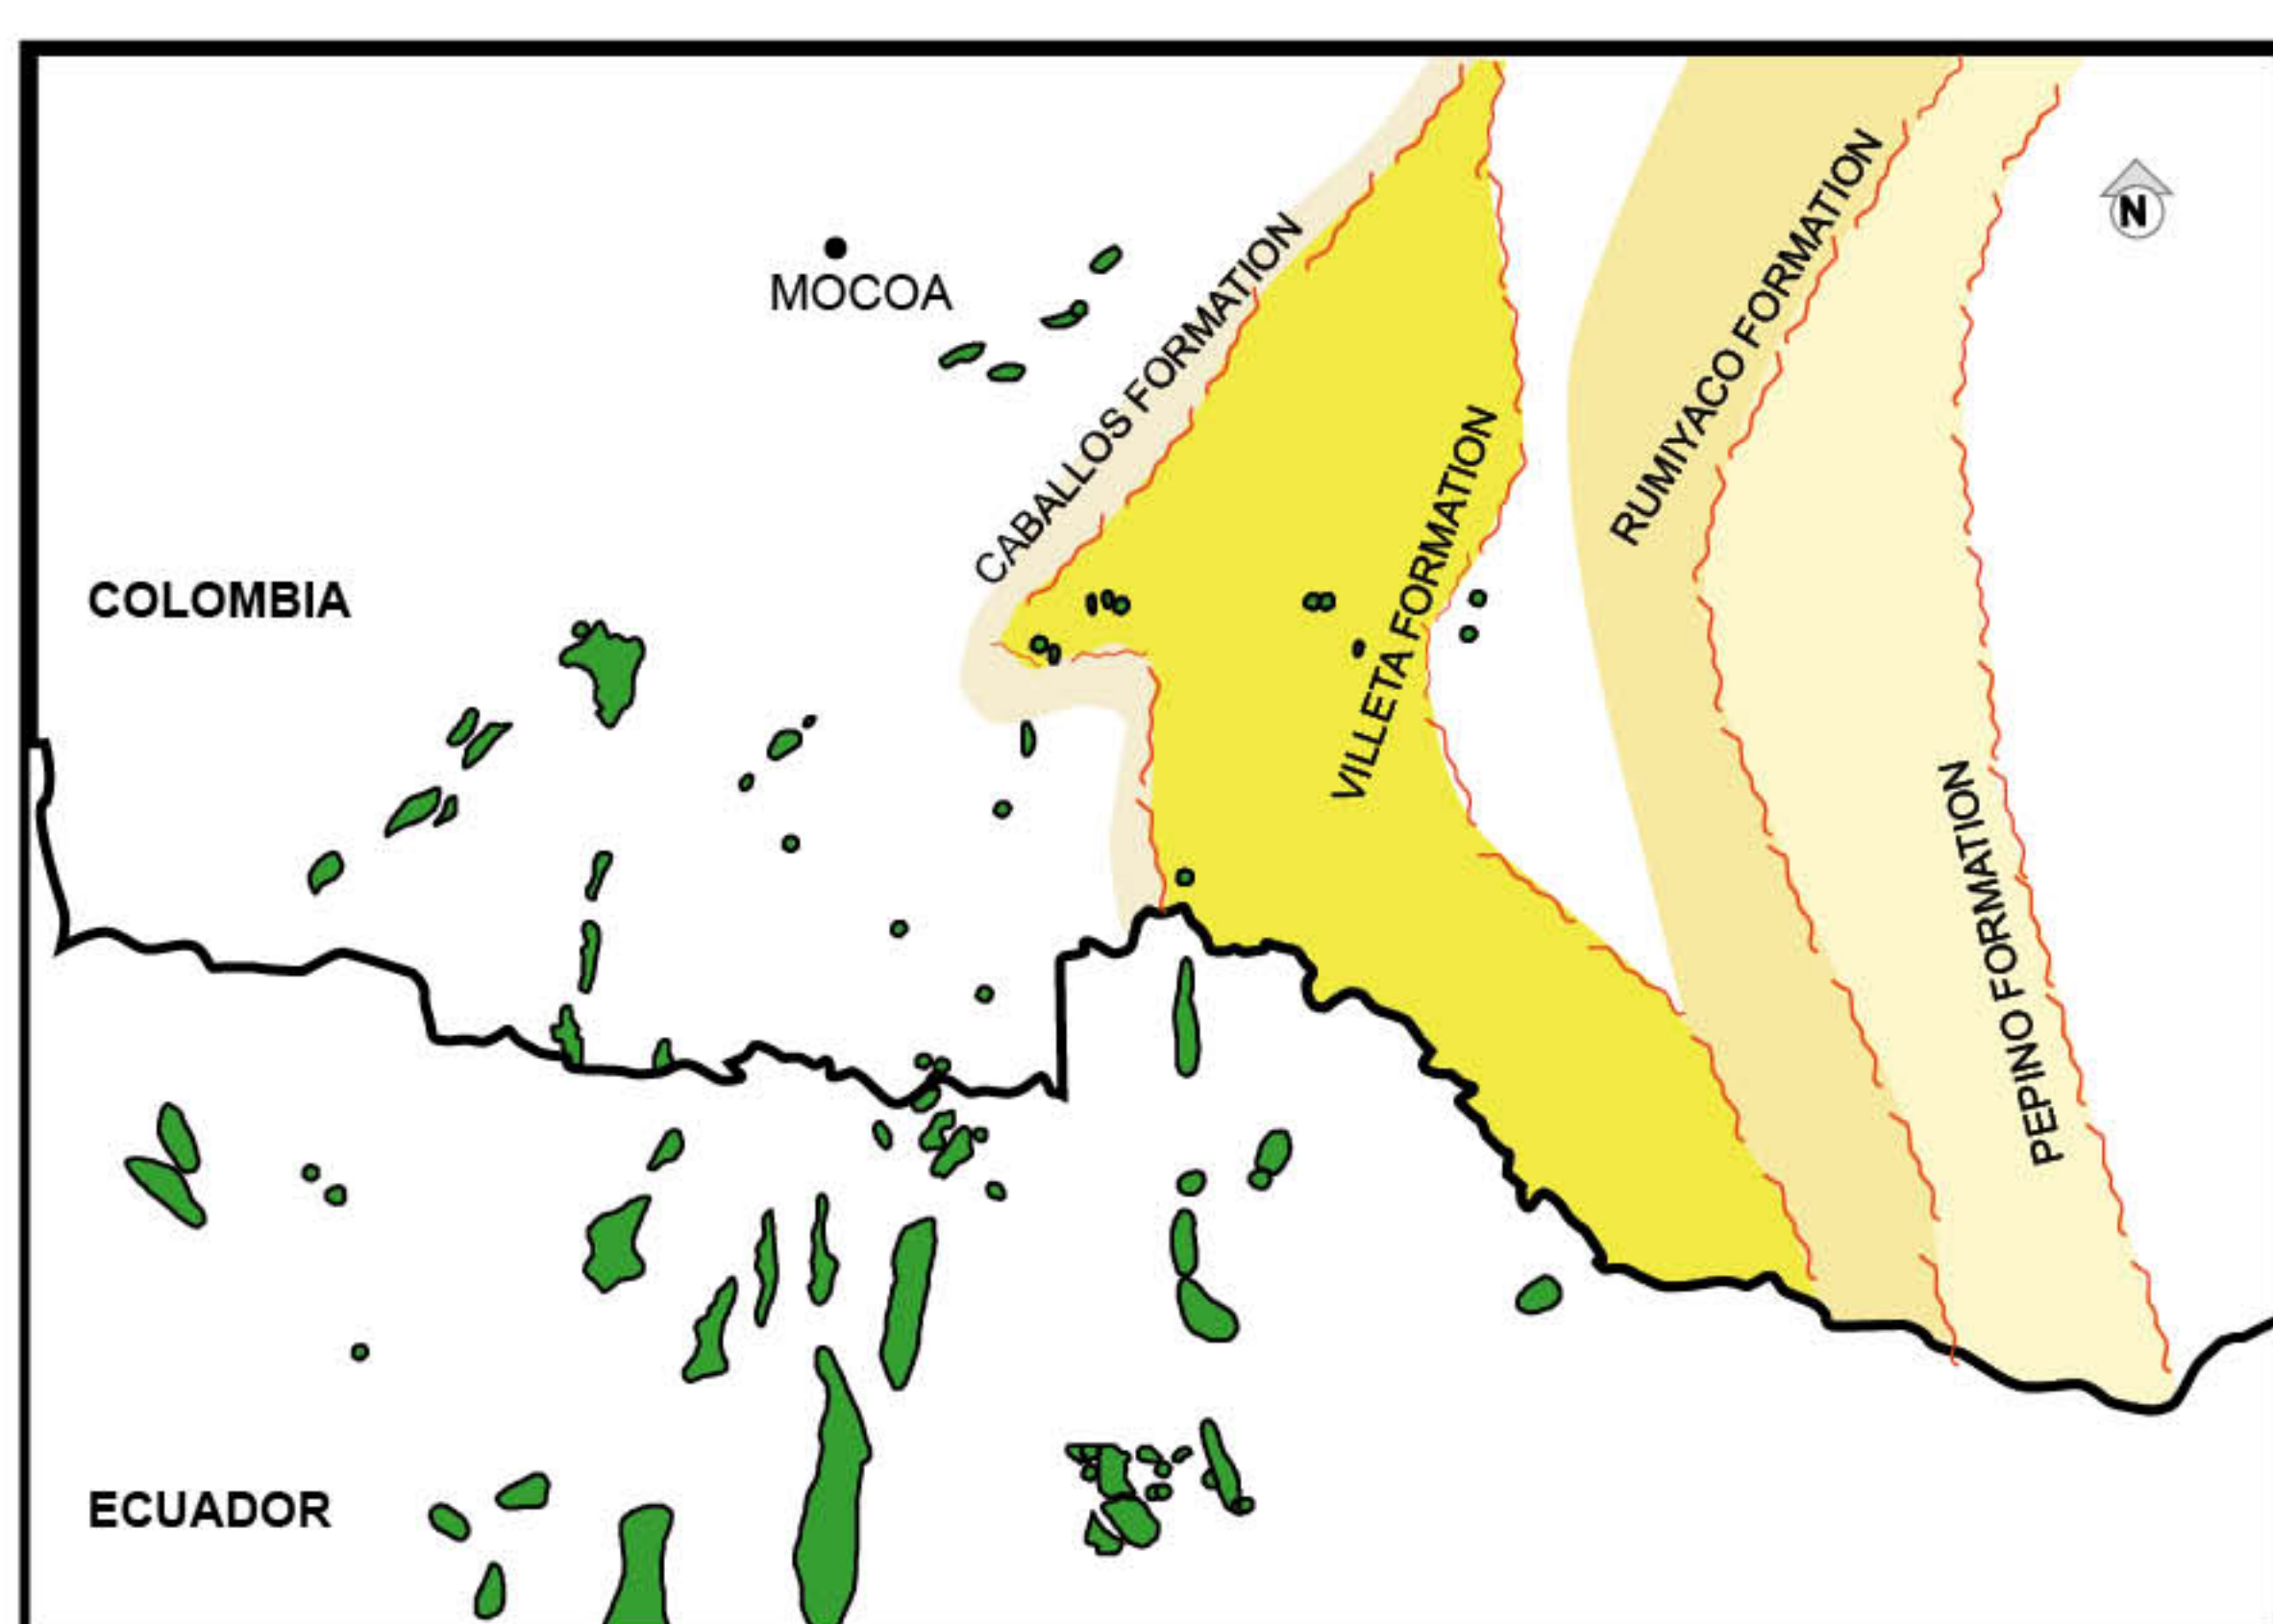 N
MOCOA
CABALLOS FORMATION
RUMIYACO FORMATION
VILLETA FORMATION
COLOMBIA
PEPINO FORMATION
ECUADOR